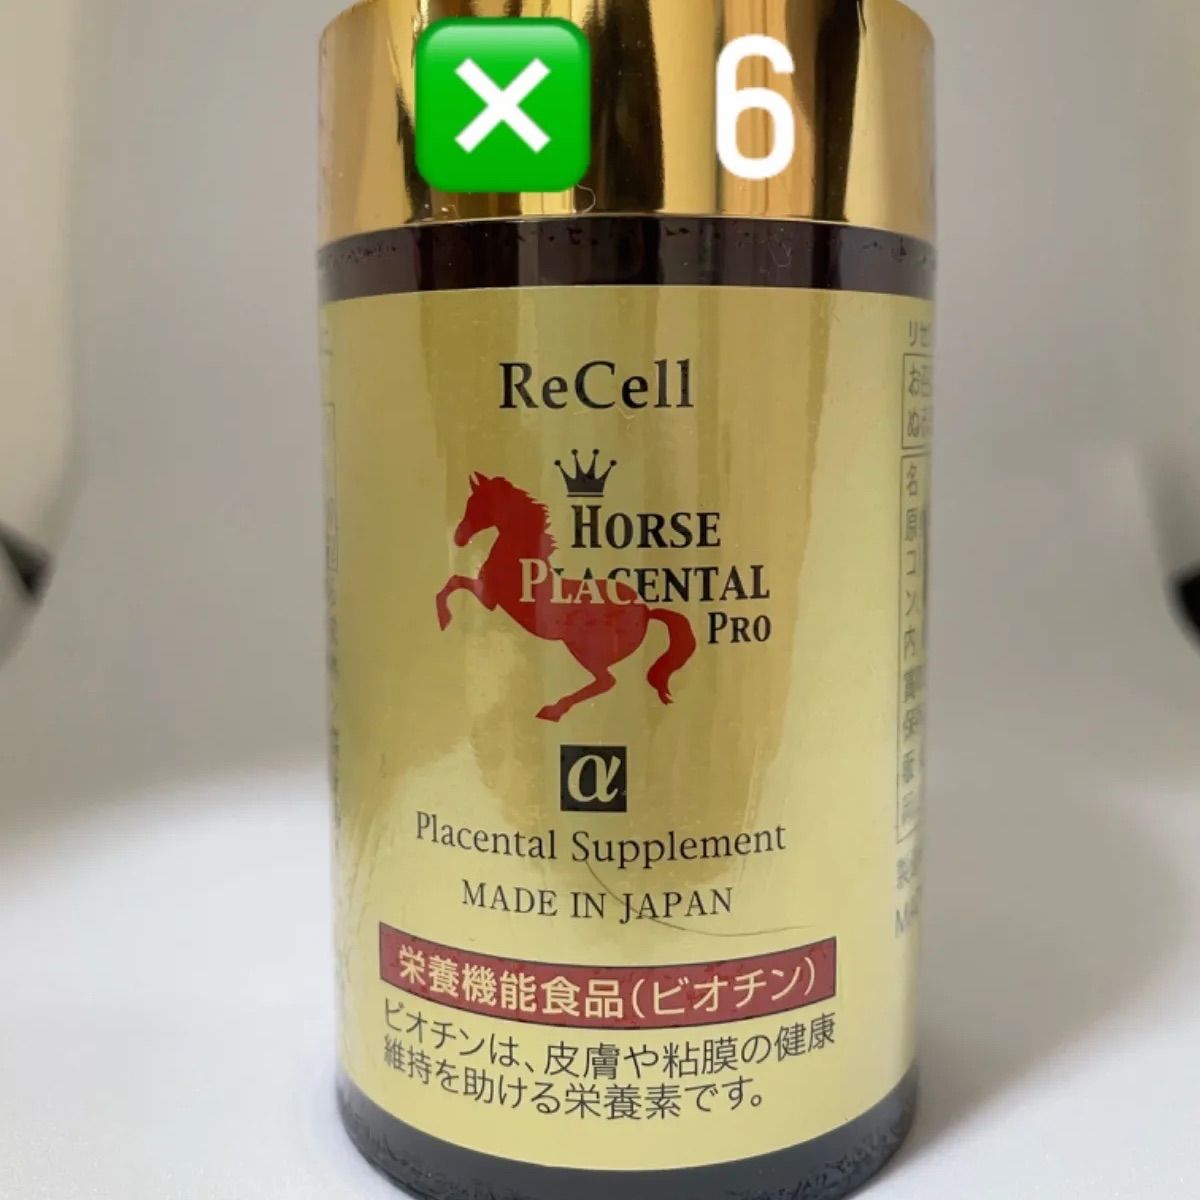 ❎ 6
ReCell
HORSE
PLACENTAL
PRO
α
Placental Supplement
MADE IN JAPAN
栄養機能食品(ビオチン)
ビオチンは、皮膚や粘膜の健康
維持を助ける栄養素です。